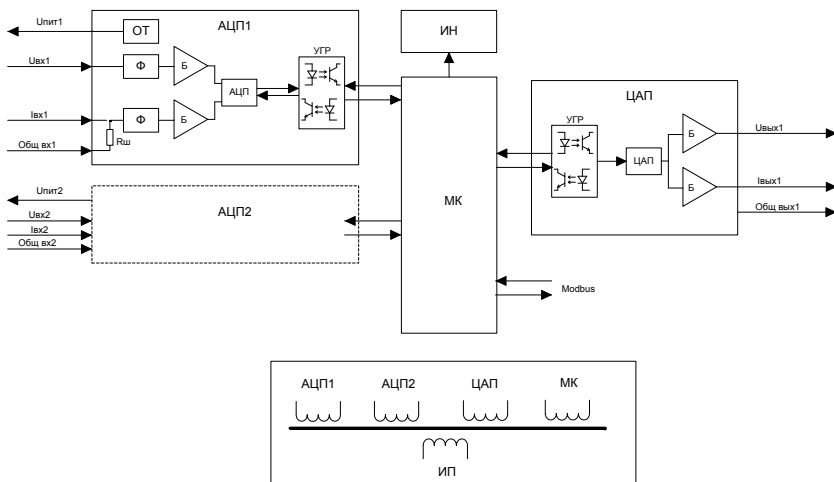 Uпит1
ОТ
АЦП1
ИН
Uвх1
Ф
Б
УГР
АЦП
Iвх1
Ф
Б
Общ вх1
Rш
МК
ЦАП
УГР
Б
Uвых1
ЦАП
Б
Iвых1
Общ вых1
Uпит2
Uвх2
АЦП2
Iвх2
Общ вх2
Modbus
АЦП1 АЦП2 ЦАП МК
ИП